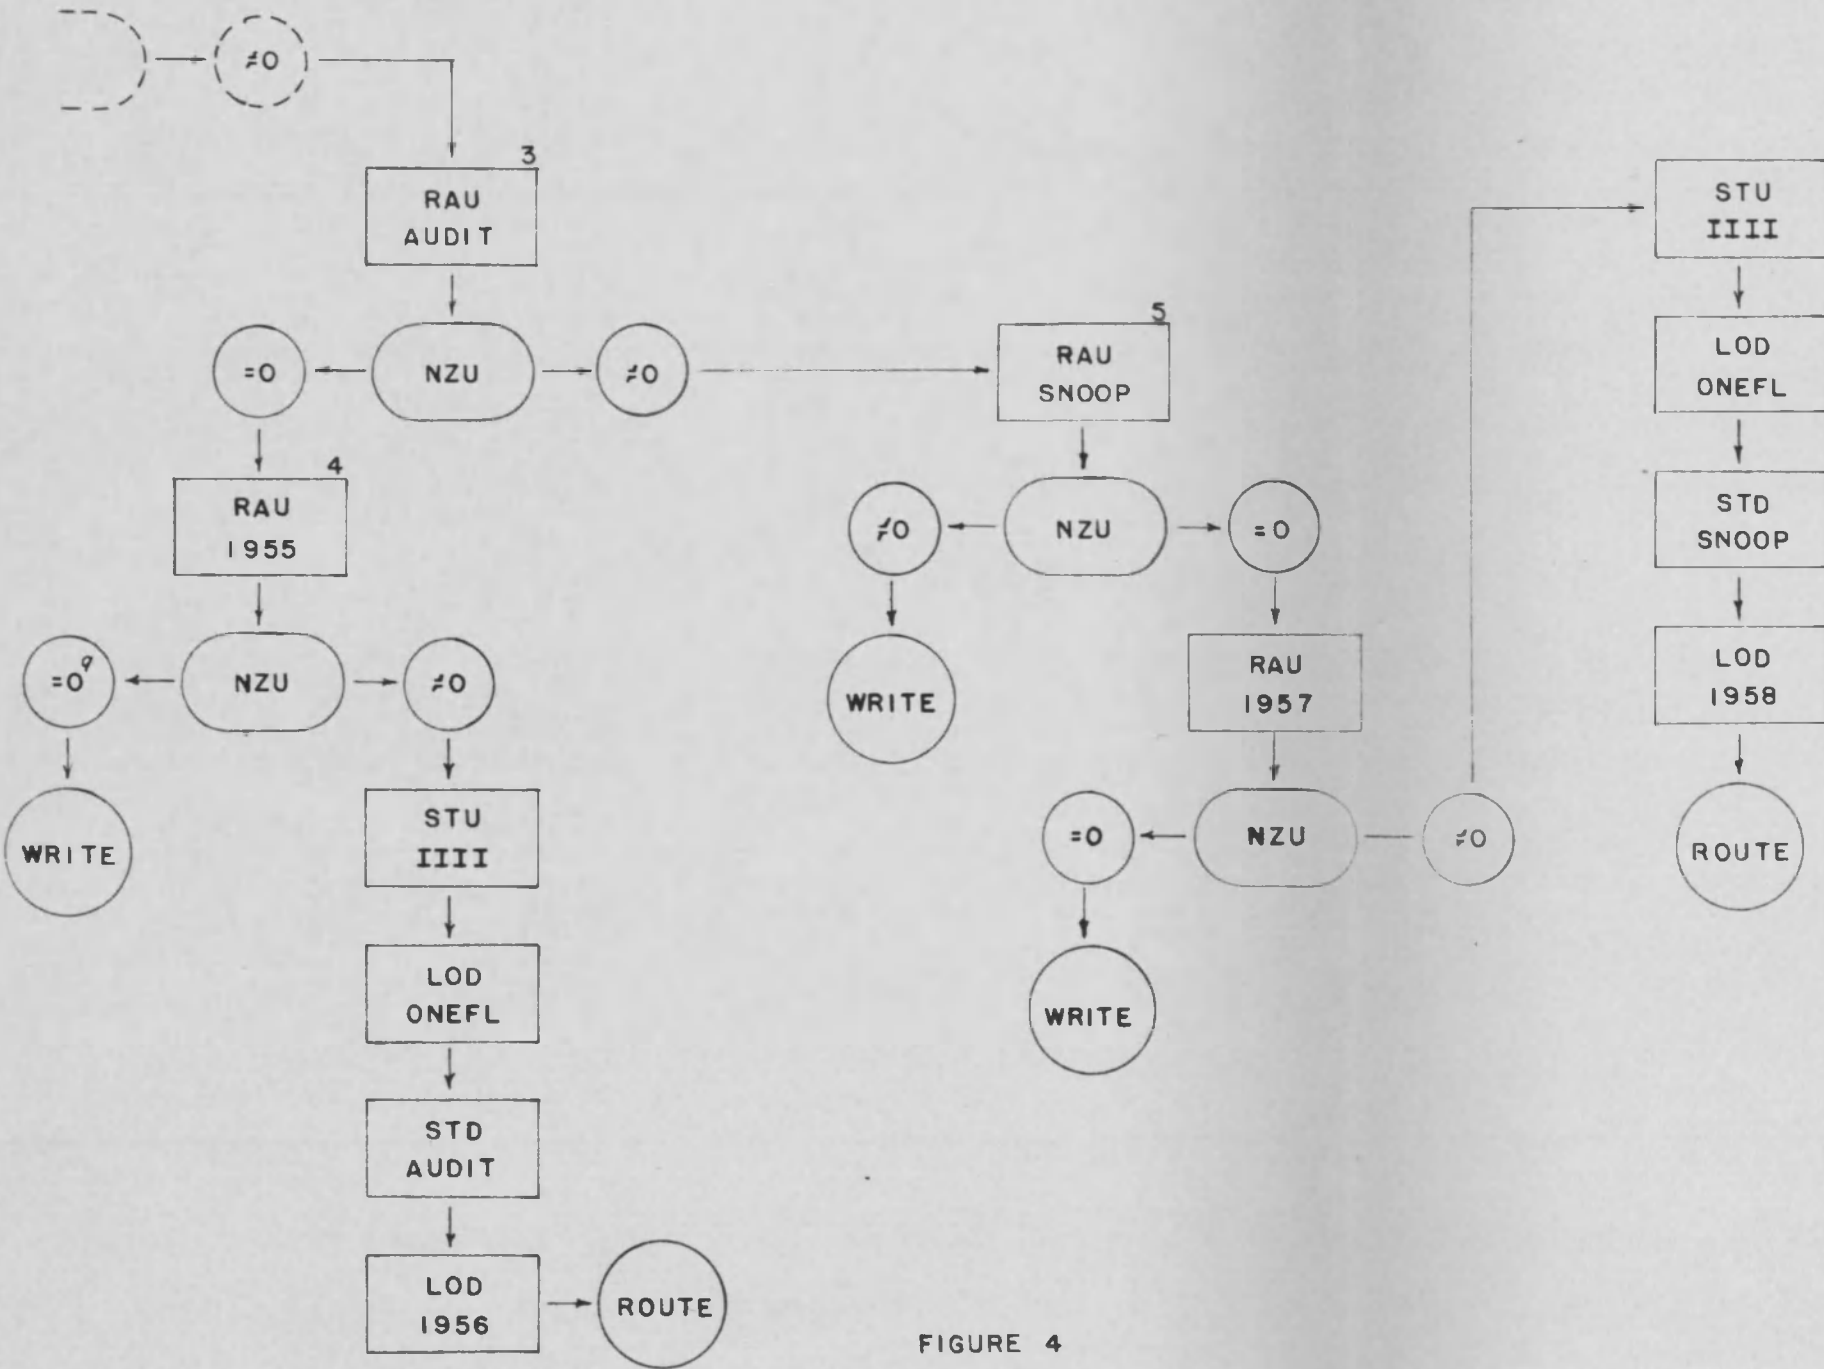 ≠0
3
RAU
AUDIT
=0
NZU
≠0
5
RAU
SNOOP
STU
IIII
LOD
ONEFL
4
RAU
1955
≠0
NZU
=0
STD
SNOOP
=0 9
NZU
≠0
WRITE
RAU
1957
LOD
1958
WRITE
STU
IIII
=0
NZU
≠0
ROUTE
LOD
ONEFL
WRITE
STD
AUDIT
LOD
1956
ROUTE
FIGURE 4